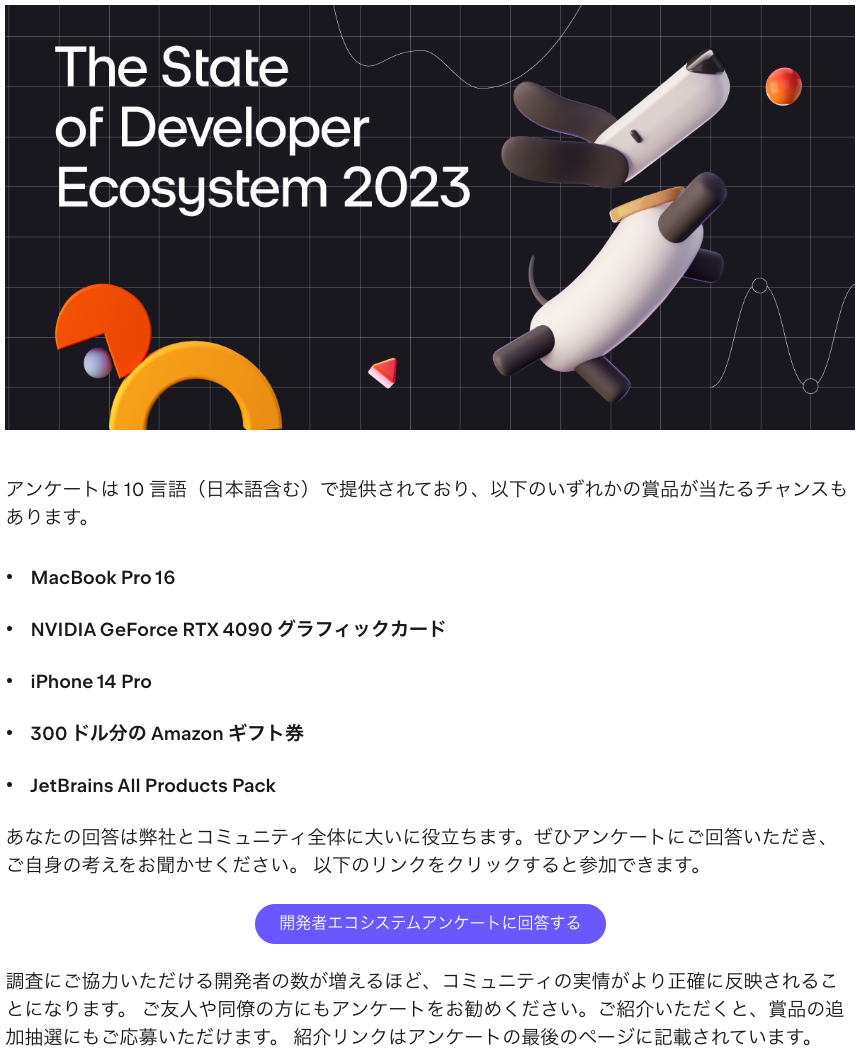 The State
of Developer
Ecosystem 2023
アンケートは 10 言語（日本語含む）で提供されており、以下のいずれかの賞品が当たるチャンスも
あります。
• MacBook Pro 16
• NVIDIA GeForce RTX 4090 グラフィックカード
• iPhone 14 Pro
• 300 ドル分の Amazon ギフト券
• JetBrains All Products Pack
あなたの回答は弊社とコミュニティ全体に大いに役立ちます。ぜひアンケートにご回答いただき、
ご自身の考えをお聞かせください。 以下のリンクをクリックすると参加できます。
開発者エコシステムアンケートに回答する
調査にご協力いただける開発者の数が増えるほど、コミュニティの実情がより正確に反映されるこ
とになります。 ご友人や同僚の方にもアンケートをお勧めください。ご紹介いただくと、賞品の追
加抽選にもご応募いただけます。 紹介リンクはアンケートの最後のページに記載されています。